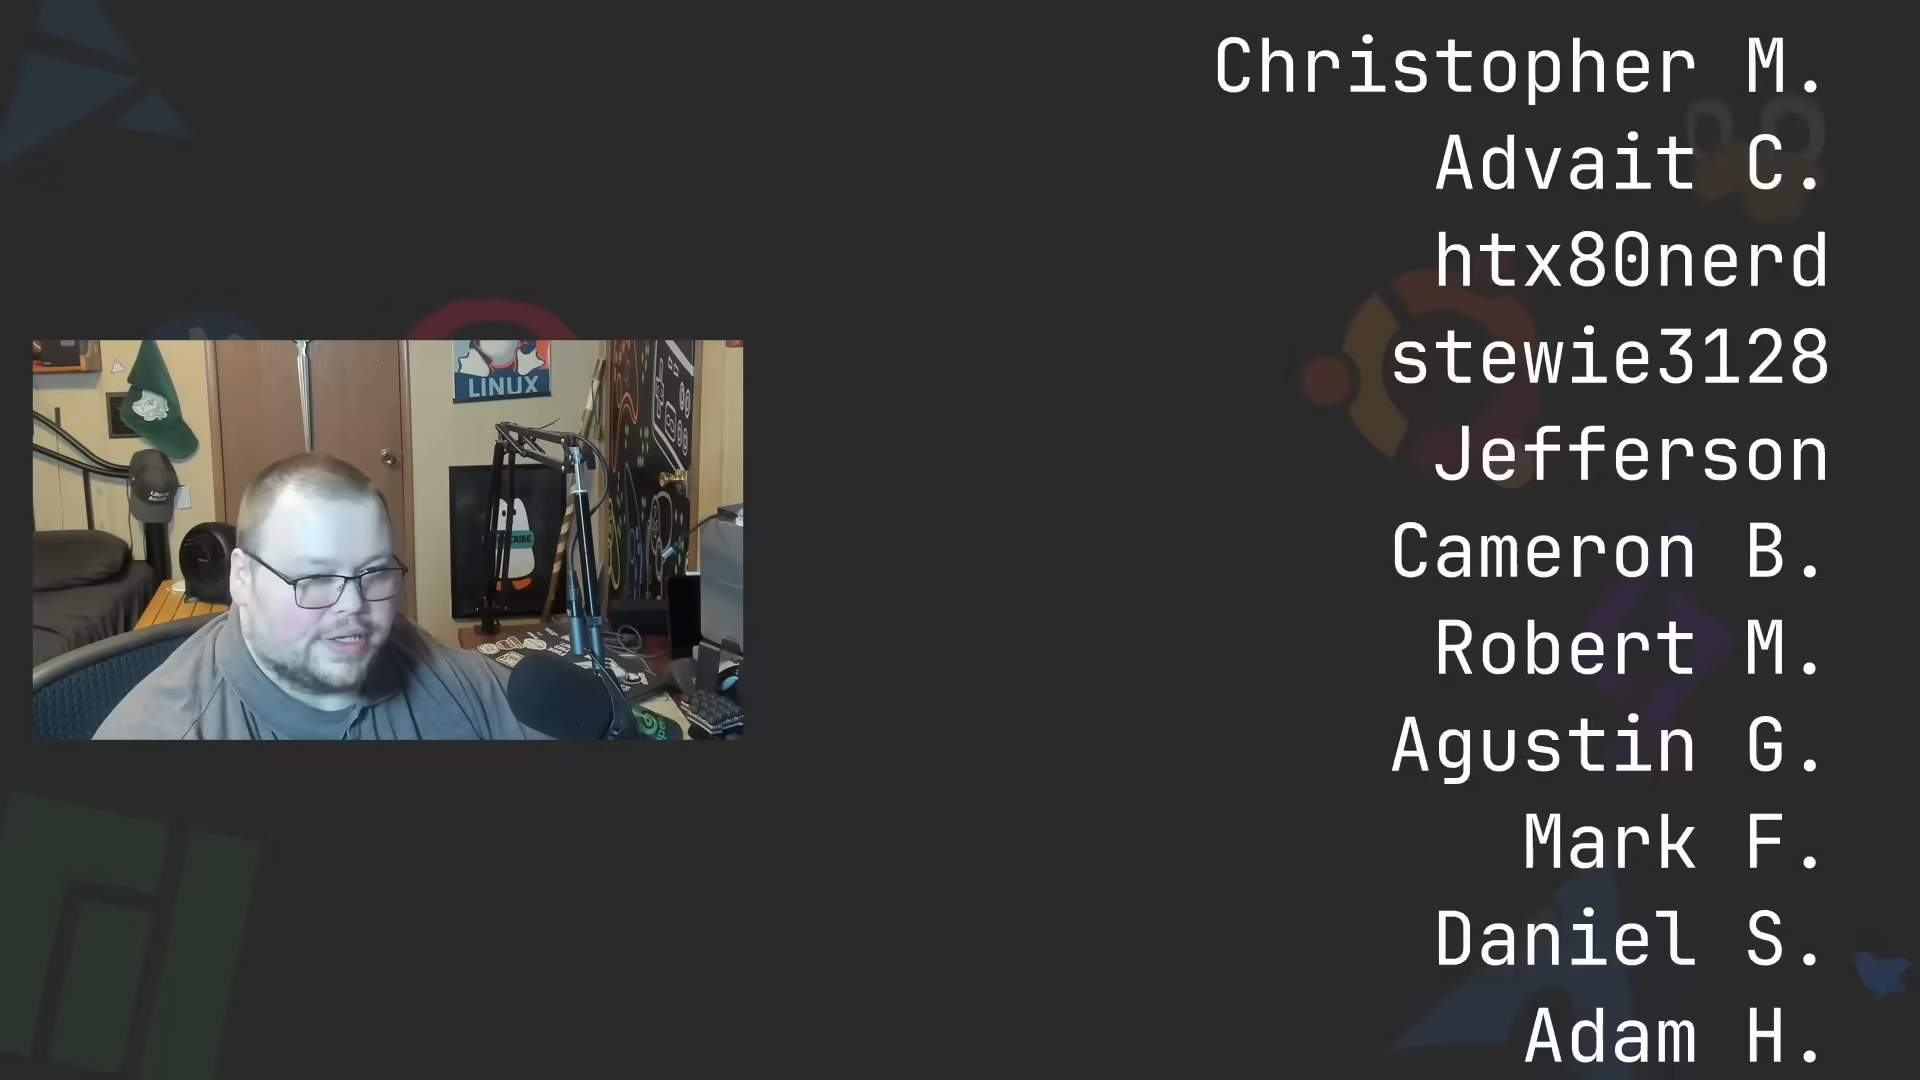 Christopher M.
Advait C.
htx80nerd
stewie3128
Jefferson
Cameron B.
Robert M.
Agustin G.
Mark F.
Daniel S.
Adam H.
LINUX